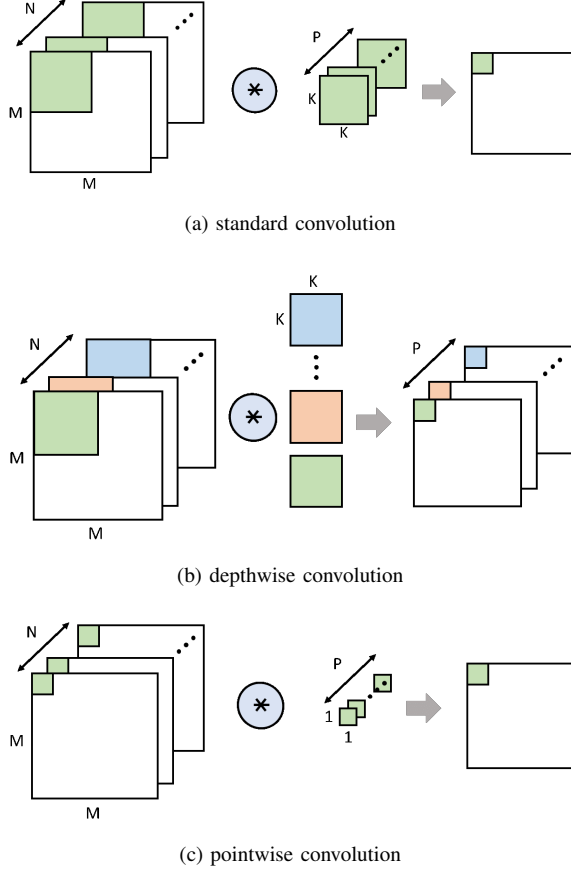 N
P
M
K
K
M
(a) standard convolution
K
K
N
P
M
M
(b) depthwise convolution
N
P
M
1
1
M
(c) pointwise convolution